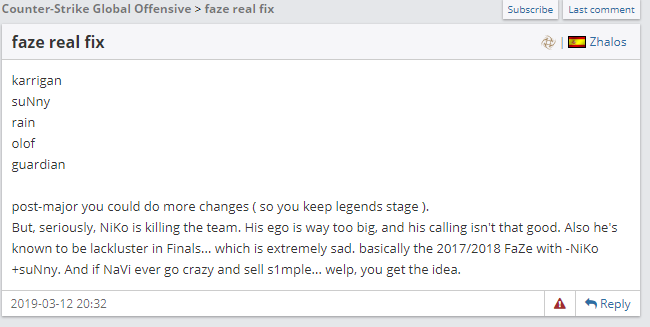 Counter-Strike Global Offensive > faze real fix
Subscribe
Last comment
faze real fix
| Zhalos
karrigan
suNny
rain
olof
guardian
post-major you could do more changes ( so you keep legends stage ).
But, seriously, NiKo is killing the team. His ego is way too big, and his calling isn't that good. Also he's
known to be lackluster in Finals... which is extremely sad. basically the 2017/2018 FaZe with -NiKo
+suNny. And if NaVi ever go crazy and sell s1mple... welp, you get the idea.
2019-03-12 20:32
Reply